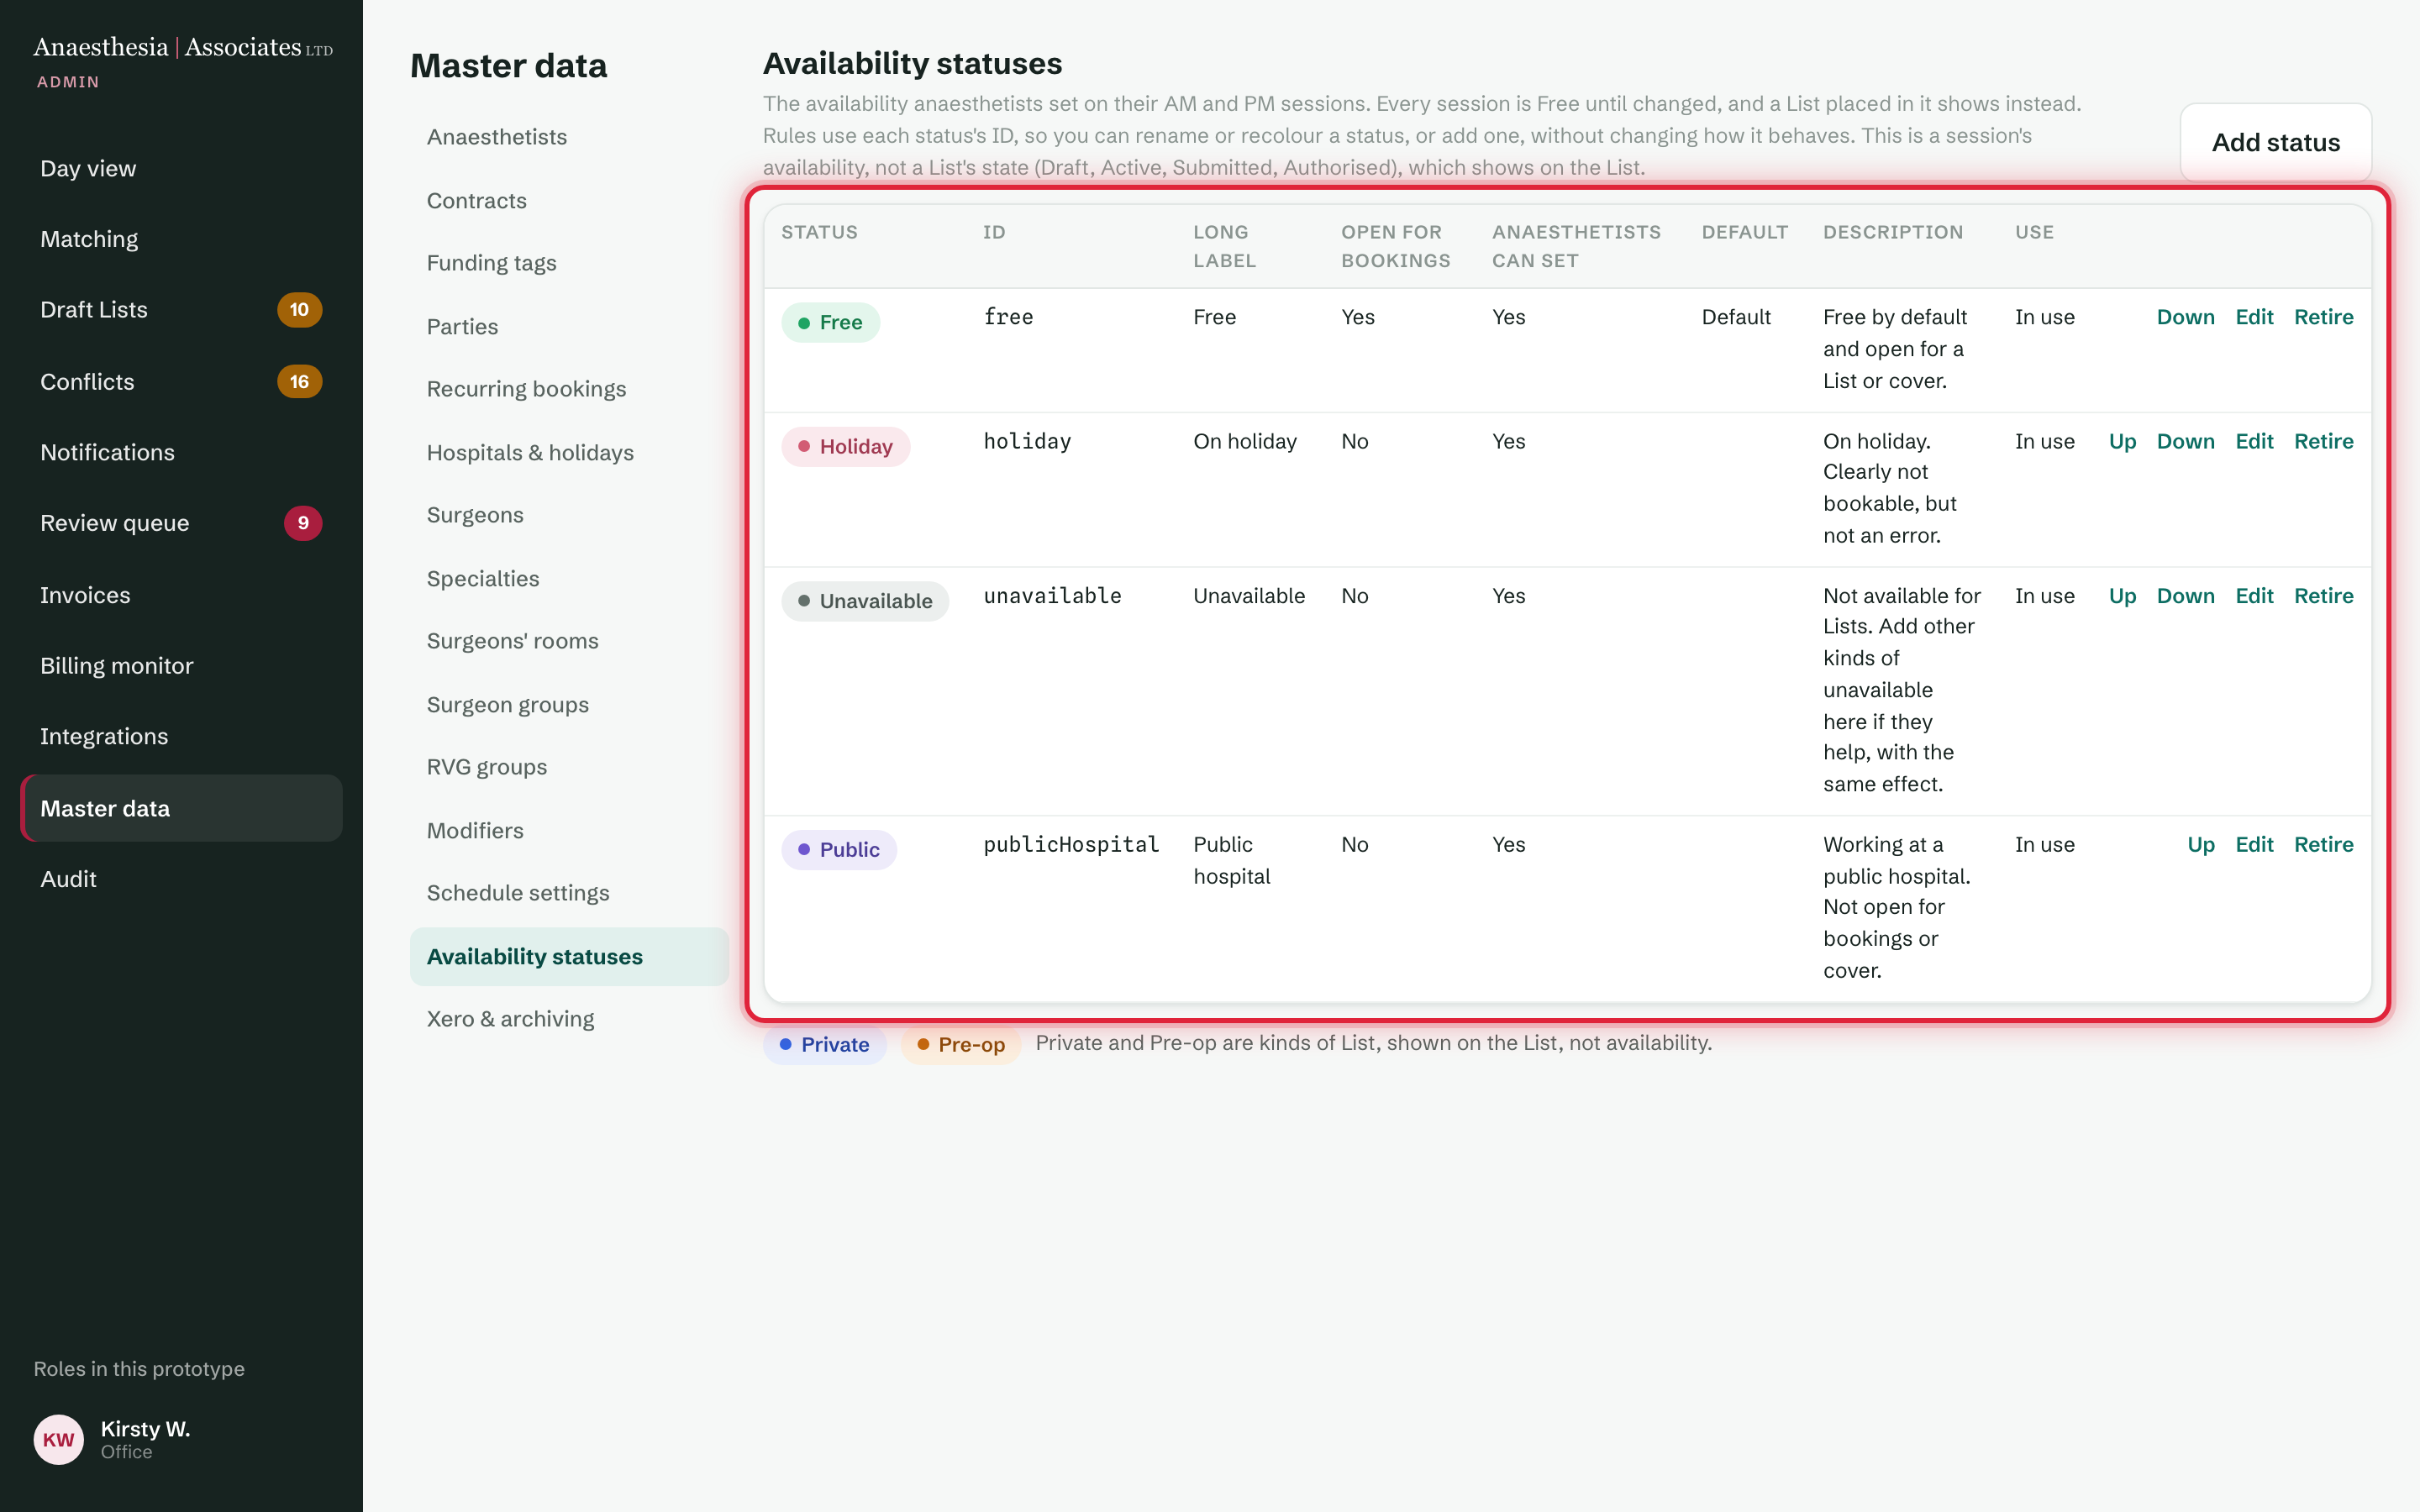 Anaesthesia | Associates LTD
ADMIN
Day view
Matching
Draft Lists 10
Conflicts 16
Notifications
Review queue 9
Invoices
Billing monitor
Integrations
Master data
Audit
Roles in this prototype
KW
Kirsty W.
Office
Master data
Anaesthetists
Contracts
Funding tags
Parties
Recurring bookings
Hospitals & holidays
Surgeons
Specialties
Surgeons' rooms
Surgeon groups
RVG groups
Modifiers
Schedule settings
Availability statuses
Xero & archiving
Availability statuses
The availability anaesthetists set on their AM and PM sessions. Every session is Free until changed, and a List placed in it shows instead.
Rules use each status's ID, so you can rename or recolour a status, or add one, without changing how it behaves. This is a session's
availability, not a List's state (Draft, Active, Submitted, Authorised), which shows on the List.
Add status
STATUS ID LONG OPEN FOR ANAESTHETISTS DEFAULT DESCRIPTION USE
LABEL BOOKINGS CAN SET
Free free Free Yes Yes Default Free by default In use Down Edit Retire
and open for a
List or cover.
Holiday holiday On holiday No Yes On holiday. In use Up Down Edit Retire
Clearly not
bookable, but
not an error.
Unavailable unavailable Unavailable No Yes Not available for In use Up Down Edit Retire
Lists. Add other
kinds of
unavailable
here if they
help, with the
same effect.
Public publicHospital Public No Yes Working at a In use Up Edit Retire
hospital public hospital.
Not open for
bookings or
cover.
Private Pre-op Private and Pre-op are kinds of List, shown on the List, not availability.